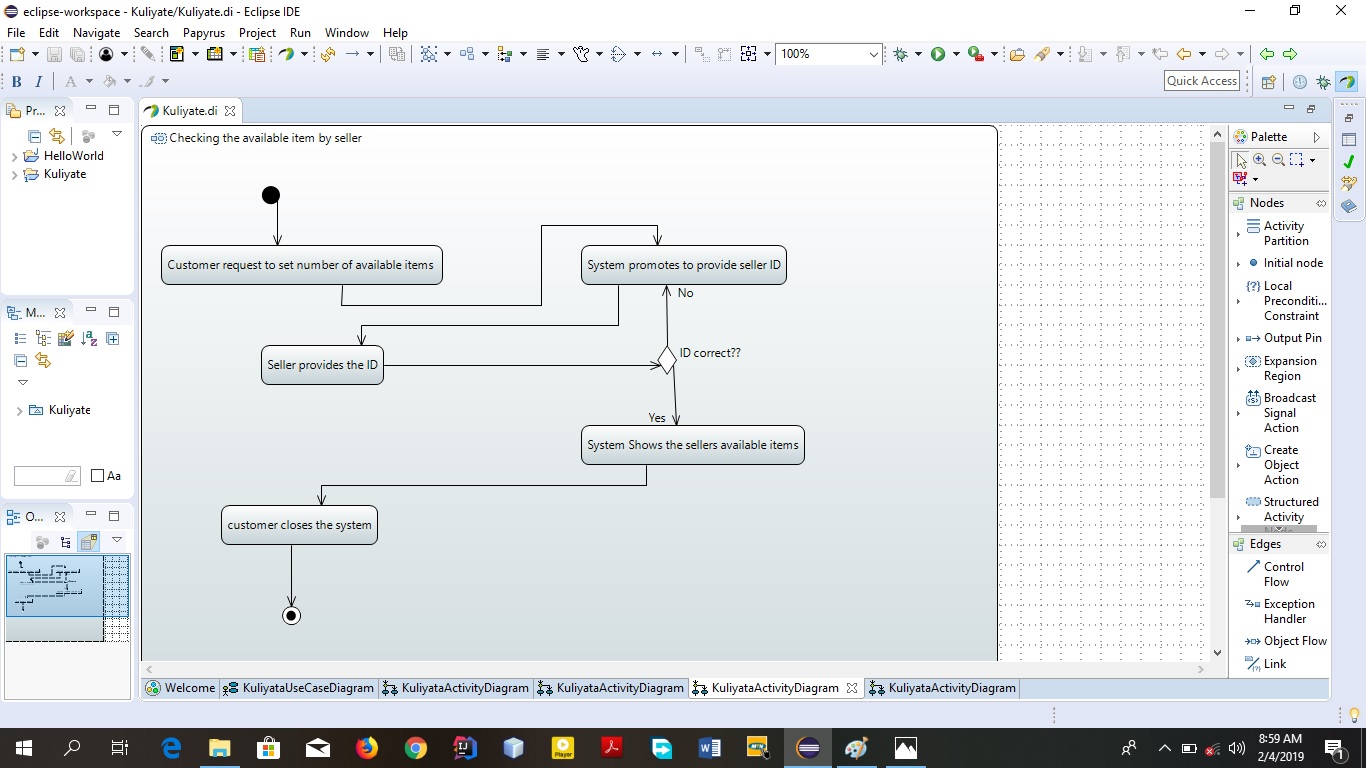 eclipse-workspace - Kuliyate/Kuliyate.di - Eclipse IDE
File Edit Navigate Search Papyrus Project Run Window Help
100%
B I A
Quick Access
Pr...
HelloWorld
Kuliyate
M...
Kuliyate
Aa
O...
Kuliyate.di
Checking the available item by seller
Customer request to set number of available items
System promotes to provide seller ID
No
Seller provides the ID
ID correct??
Yes
System Shows the sellers available items
customer closes the system
Palette
Nodes
Activity
Partition
Initial node
Local
Preconditi...
Constraint
Output Pin
Expansion
Region
Broadcast
Signal
Action
Create
Object
Action
Structured
Activity
Edges
Control
Flow
Exception
Handler
Object Flow
Link
Welcome KuliyataUseCaseDiagram KuliyataActivityDiagram KuliyataActivityDiagram KuliyataActivityDiagram KuliyataActivityDiagram
8:59 AM
2/4/2019